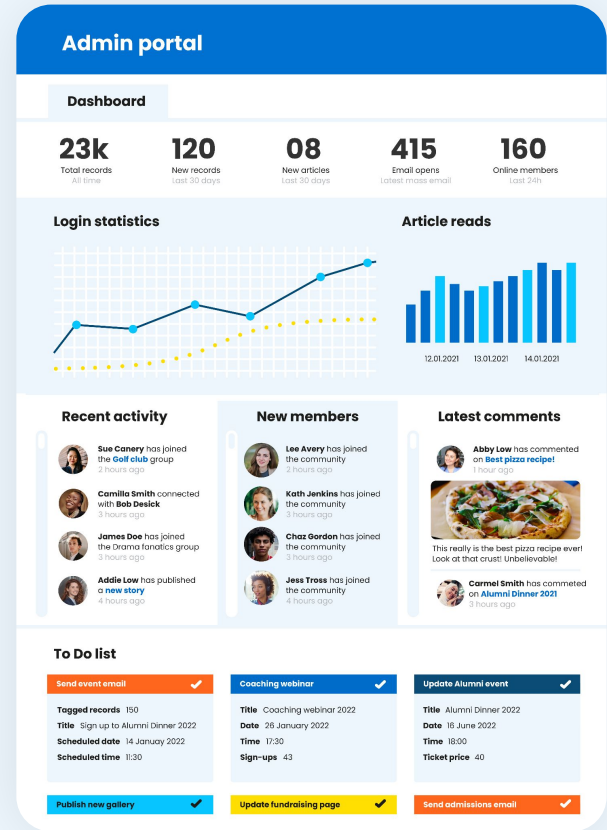 Admin portal
Dashboard
23k
Total records
All time
120
New records
Last 30 days
08
New articles
Last 30 days
415
Email opens
Latest mass email
160
Online members
Last 24h
Login statistics
Article reads
12.01.2021 13.01.2021 14.01.2021
Recent activity
Sue Canery has joined
the Golf club group
2 hours ago
Camilla Smith connected
with Bob Desick
3 hours ago
James Doe has joined
the Drama fanatics group
3 hours ago
Addie Low has published
a new story
4 hours ago
New members
Lee Avery has joined
the community
2 hours ago
Kath Jenkins has joined
the community
3 hours ago
Chaz Gordon has joined
the community
3 hours ago
Jess Tross has joined
the community
4 hours ago
Latest comments
Abby Low has commented
on Best pizza recipe!
1 hour ago
This really is the best pizza recipe ever!
Look at that crust! Unbelievable!
Carmel Smith has commeted
on Alumni Dinner 2021
3 hours ago
To Do list
Send event email
Tagged records 150
Title Sign up to Alumni Dinner 2022
Scheduled date 14 Januay 2022
Scheduled time 11:30
Coaching webinar
Title Coaching webinar 2022
Date 26 January 2022
Time 17:30
Sign-ups 43
Update Alumni event
Title Alumni Dinner 2022
Date 16 June 2022
Time 18:00
Ticket price 40
Publish new gallery
Update fundraising page
Send admissions email